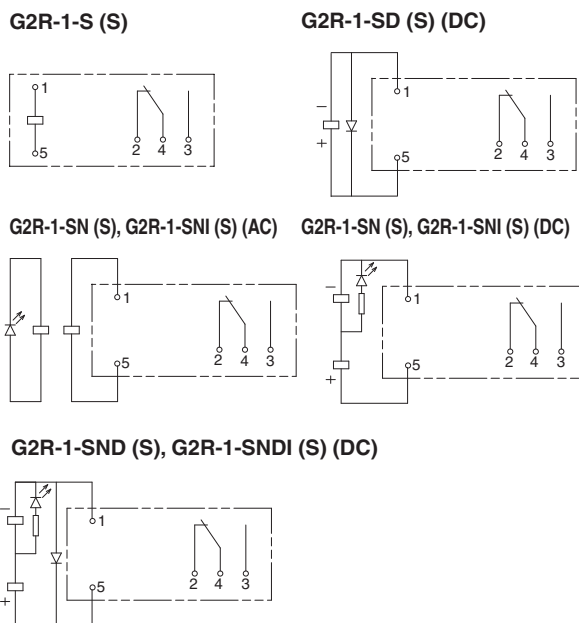 G2R-1-S (S)
1
5
2 4 3
G2R-1-SD (S) (DC)
−
+
1
5
2 4 3
G2R-1-SN (S), G2R-1-SNI (S) (AC)
1
5
2 4 3
G2R-1-SN (S), G2R-1-SNI (S) (DC)
−
+
1
5
2 4 3
G2R-1-SND (S), G2R-1-SNDI (S) (DC)
−
+
1
5
2 4 3